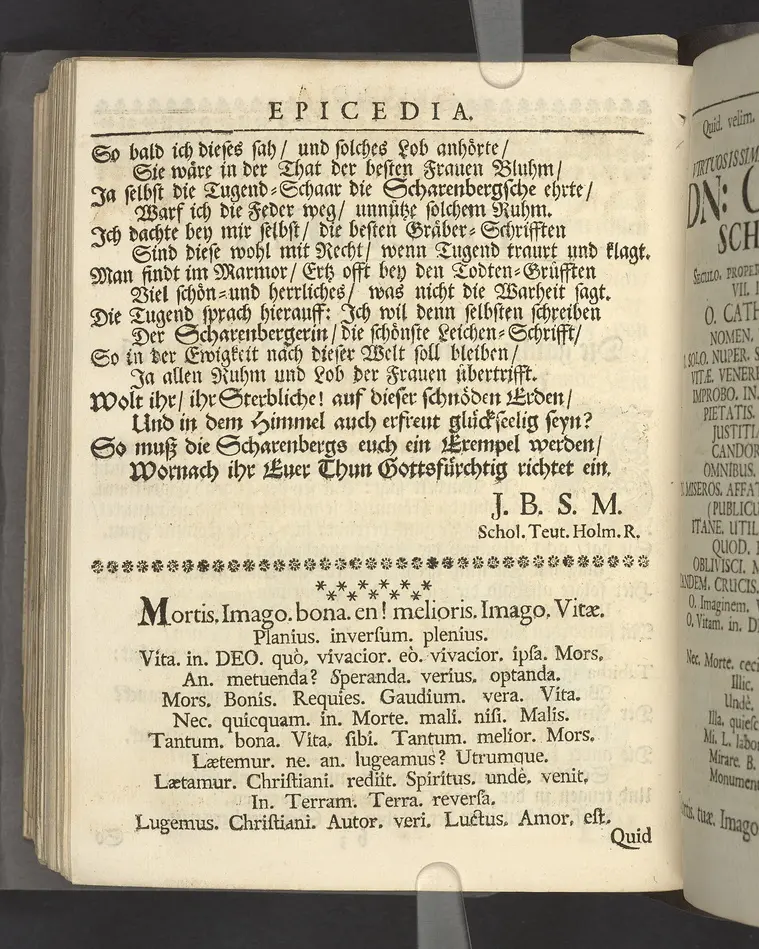 EPICEDIA.
So bald ich dieses sah/ und solches Lob anhörte/
Sie wäre in der That der besten Frauen Bluhm/
Ja selbst die Tugend-Schaar die Scharenbergsche ehrte/
Warf ich die Feder weg/ unnütze solchem Ruhm.
Ich dachte bey mir selbst/ die besten Gräber-Schrifften
Sind diese wohl mit Recht/ wenn Tugend traurt und klagt.
Man findt im Marmor/ Ertz offt bey den Todten-Grüfften
Viel schön-und herrliches/ was nicht die Warheit sagt.
Die Tugend sprach hierauff: Ich wil denn selbsten schreiben
Der Scharenbergerin/ die schönste Leichen-Schrifft/
So in der Ewigkeit nach dieser Welt soll bleiben/
Ja allen Ruhm und Lob der Frauen übertrifft.
Wolt ihr/ ihr Sterbliche! auf dieser schnöden Erden/
Und in dem Himmel auch erfreut glückseelig seyn?
So muß die Scharenbergs euch ein Exempel werden/
Wornach ihr Euer Thun Gottsfürchtig richtet ein.
J. B. S. M.
Schol. Teut. Holm. R.
Mortis. Imago. bona. en! melioris. Imago. Vitæ.
Planius. inverſum. plenius.
Vita. in. DEO. quò. vivacior. eò. vivacior. ipſa. Mors.
An. metuenda? Speranda. verius. optanda.
Mors. Bonis. Requies. Gaudium. vera. Vita.
Nec. quicquam. in. Morte. mali. niſi. Malis.
Tantum. bona. Vita. ſibi. Tantum. melior. Mors.
Lætemur. ne. an. lugeamus? Utrumque.
Lætamur. Chriſtiani. rediit. Spiritus. undè. venit.
In. Terram. Terra. reverſa.
Lugemus. Chriſtiani. Autor. veri. Luctus. Amor. eſt.
Quid
Quid. velim.
VIRTUOSISSIM
DN:
SCH
SECULO. PROPER
VII.
O. CATH
NOMEN.
SOLO. NUPER. S
VITÆ. VENERE
IMPROBO. IN.
PIETATIS.
JUSTITI
CANDOR
OMNIBUS.
MISEROS. AFFAT
(PUBLICU
ITANE. UTIL
QUOD.
OBLIVISCI. M
TANDEM. CRUCIS.
O. Imaginem. V
O. Vitam. in. D
Nec. Morte. ceci
Illic.
Undè.
Illa. quieſc
Mi. L. labo
Mirare. B.
Monumen
tuæ. Imago